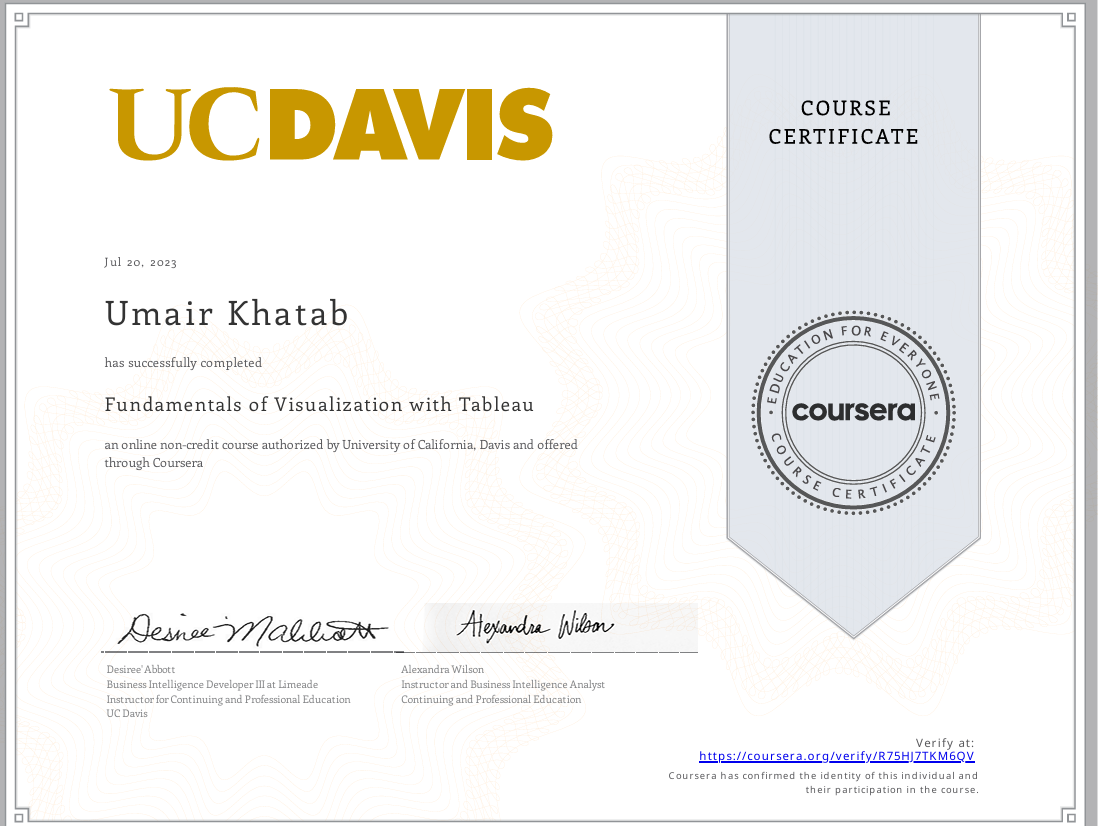 UCDAVIS
COURSE
CERTIFICATE
Jul 20, 2023
Umair Khatab
has successfully completed
Fundamentals of Visualization with Tableau
an online non-credit course authorized by University of California, Davis and offered
through Coursera
EDUCATION FOR EVERYONE
coursera
COURSE CERTIFICATE
Desiree Abbott
Alexandra Wilson
Desiree' Abbott
Business Intelligence Developer III at Limeade
Instructor for Continuing and Professional Education
UC Davis
Alexandra Wilson
Instructor and Business Intelligence Analyst
Continuing and Professional Education
Verify at:
https://coursera.org/verify/R75HJ7TKM6QV
Coursera has confirmed the identity of this individual and
their participation in the course.